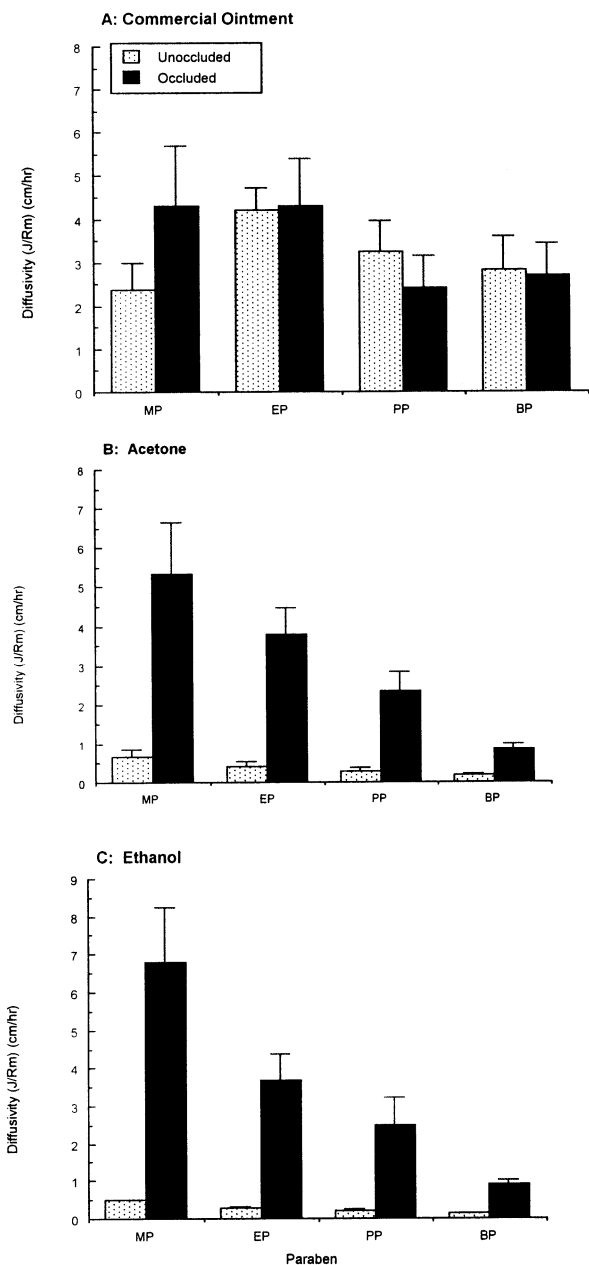 A: Commercial Ointment
Unoccluded
Occluded
Diffusivity (J/Rm) (cm/hr)
8
7
6
5
4
3
2
1
0
MP EP PP BP
B: Acetone
Diffusivity (J/Rm) (cm/hr)
8
7
6
5
4
3
2
1
0
MP EP PP BP
C: Ethanol
Diffusivity (J/Rm) (cm/hr)
9
8
7
6
5
4
3
2
1
0
MP EP PP BP
Paraben